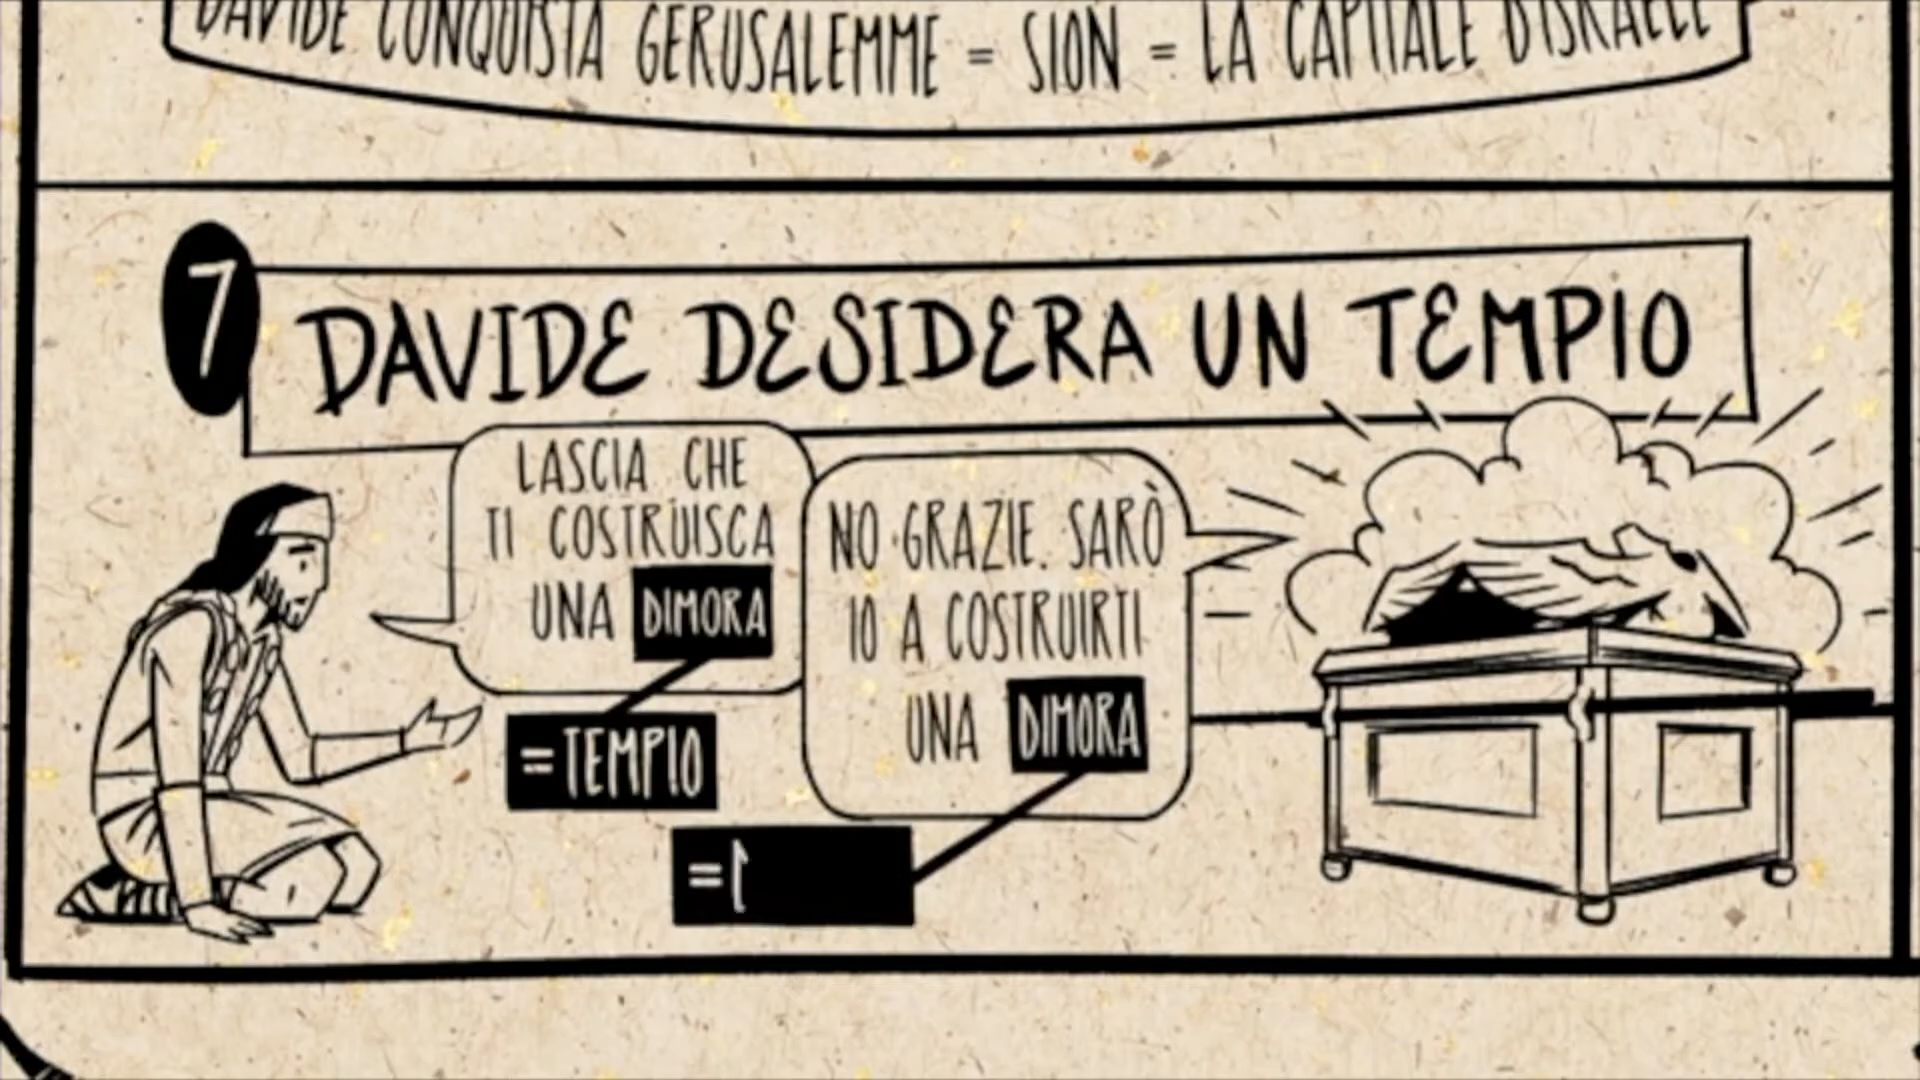 DAVIDE CONQUISTA GERUSALEMME = SION = LA CAPITALE D'ISRAELE
7
DAVIDE DESIDERA UN TEMPIO
LASCIA CHE
TI COSTRUISCA
UNA DIMORA
=TEMPIO
NO GRAZIE. SARÒ
IO A COSTRUIRTI
UNA DIMORA
=